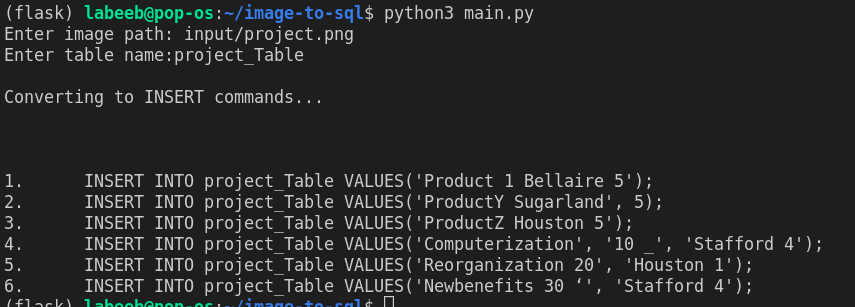 (flask) labeeb@pop-os:~/image-to-sql$ python3 main.py
Enter image path: input/project.png
Enter table name:project_Table
Converting to INSERT commands...
1. INSERT INTO project_Table VALUES('Product 1 Bellaire 5');
2. INSERT INTO project_Table VALUES('ProductY Sugarland', 5);
3. INSERT INTO project_Table VALUES('ProductZ Houston 5');
4. INSERT INTO project_Table VALUES('Computerization', '10 _', 'Stafford 4');
5. INSERT INTO project_Table VALUES('Reorganization 20', 'Houston 1');
6. INSERT INTO project_Table VALUES('Newbenefits 30 ‘', 'Stafford 4');
(flask) labeeb@pop-os:~/image-to-sql$